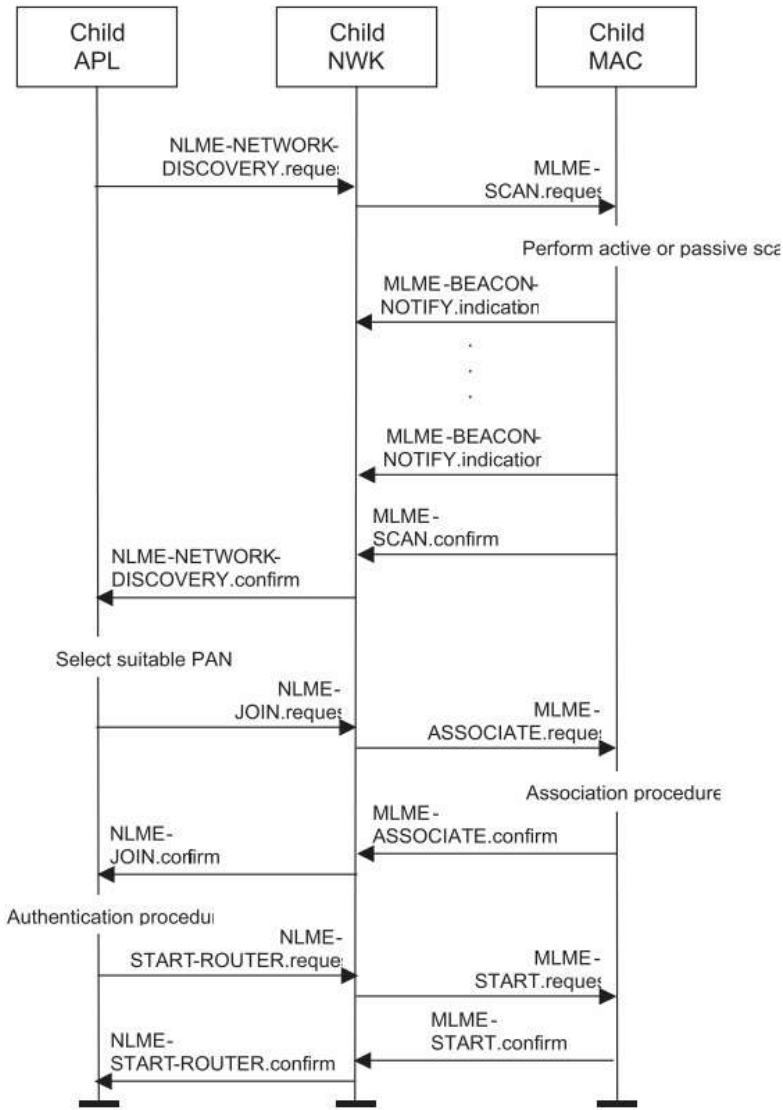 Child
APL
Child
NWK
Child
MAC
NLME-NETWORK-
DISCOVERY.reques
MLME-
SCAN.reques
Perform active or passive sca
MLME-BEACON-
NOTIFY.indication
.
.
.
MLME-BEACON-
NOTIFY.indication
MLME-
SCAN.confirm
NLME-NETWORK-
DISCOVERY.confirm
Select suitable PAN
NLME-
JOIN.reques
MLME-
ASSOCIATE.reques
Association procedure
MLME-
ASSOCIATE.confirm
NLME-
JOIN.confirm
Authentication procedu
NLME-
START-ROUTER.reques
MLME-
START.reques
MLME-
START.confirm
NLME-
START-ROUTER.confirm